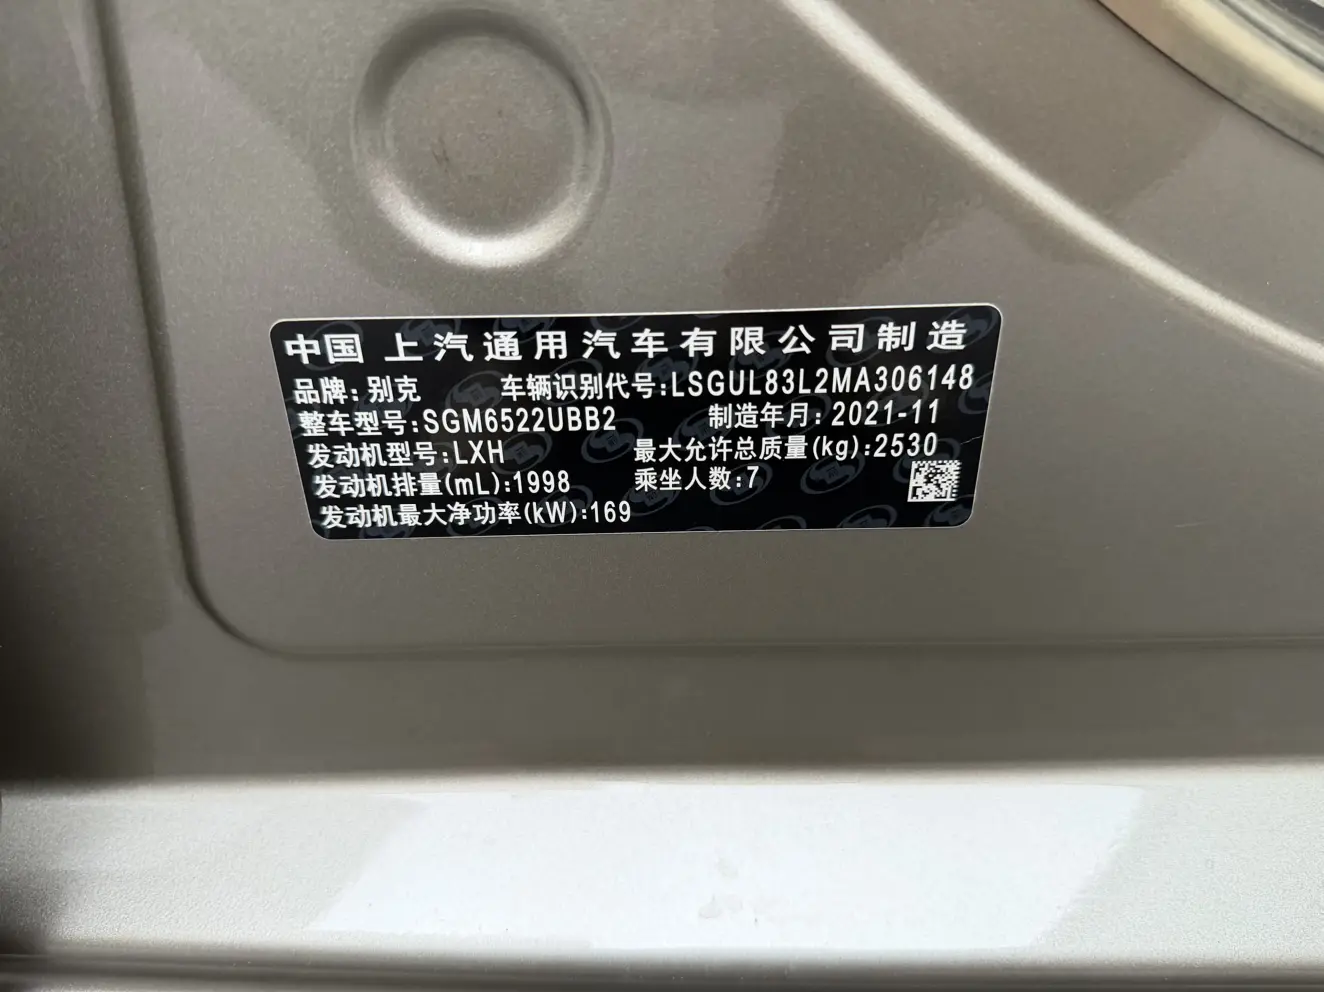 中国 上汽通用汽车有限公司制造
品牌: 别克 车辆识别代号:LSGUL83L2MA306148
整车型号:SGM6522UBB2 制造年月: 2021-11
发动机型号:LXH 最大允许总质量(kg):2530
发动机排量(mL):1998 乘坐人数:7
发动机最大净功率(kW):169